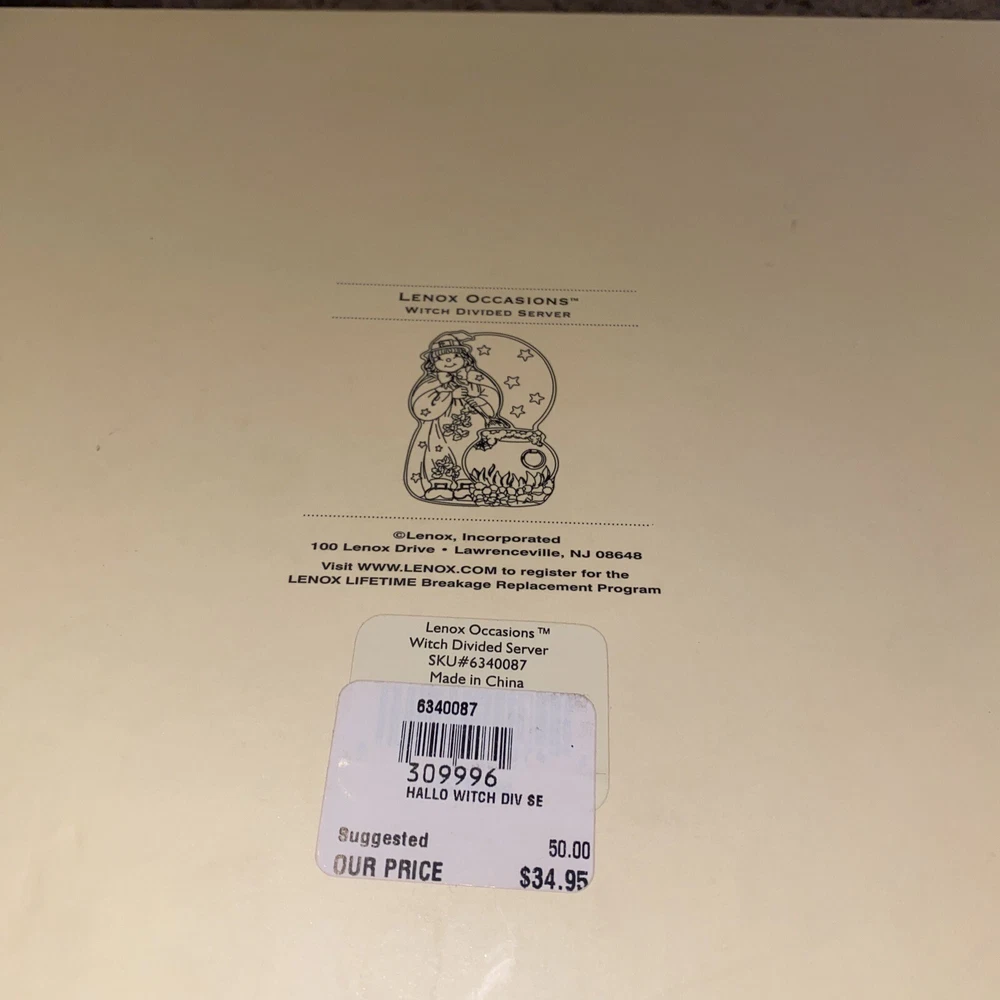 LENOX OCCASIONS™
WITCH DIVIDED SERVER
©Lenox, Incorporated
100 Lenox Drive • Lawrenceville, NJ 08648
Visit WWW.LENOX.COM to register for the
LENOX LIFETIME Breakage Replacement Program
Lenox Occasions™
Witch Divided Server
SKU#6340087
Made in China
6340087
309996
HALLO WITCH DIV SE
Suggested 50.00
OUR PRICE $34.95